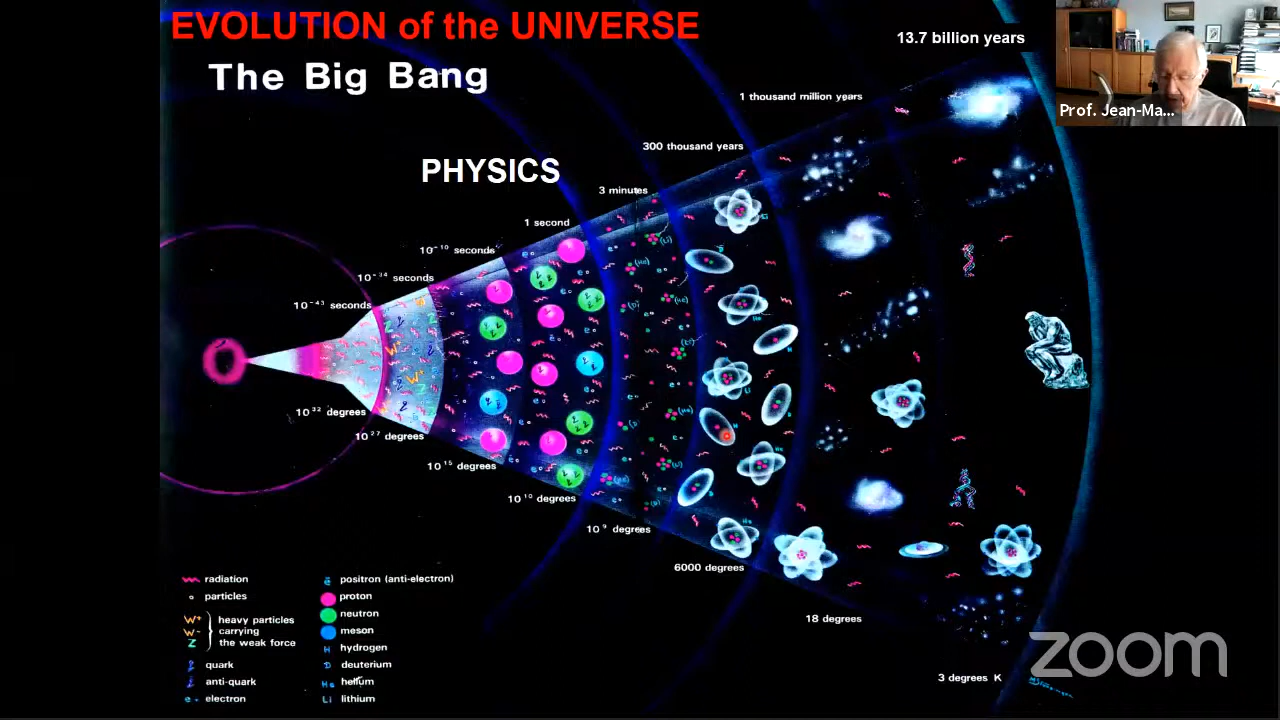 EVOLUTION of the UNIVERSE
The Big Bang
13.7 billion years
Prof. Jean-Ma...
1 thousand million years
300 thousand years
PHYSICS
3 minutes
1 second
10⁻¹⁰ seconds
10⁻³⁴ seconds
10⁻⁴³ seconds
10³² degrees
10²⁷ degrees
10¹⁵ degrees
10¹⁰ degrees
10⁹ degrees
6000 degrees
18 degrees
3 degrees K
radiation
particles
W+ heavy particles
W- carrying
Z the weak force
quark
anti-quark
e- electron
ē positron (anti-electron)
proton
neutron
meson
H hydrogen
D deuterium
He helium
Li lithium
zoom